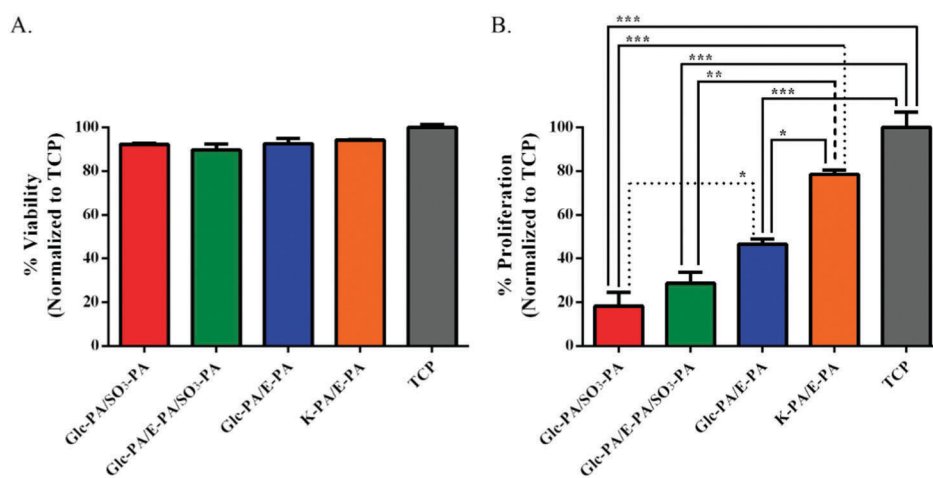 A.
% Viability
(Normalized to TCP)
100
80
60
40
20
0
Glc-PA/SO₃-PA
Glc-PA/E-PA/SO₃-PA
Glc-PA/E-PA
K-PA/E-PA
TCP
B.
% Proliferation
(Normalized to TCP)
100
80
60
40
20
0
***
***
***
**
***
*
*
Glc-PA/SO₃-PA
Glc-PA/E-PA/SO₃-PA
Glc-PA/E-PA
K-PA/E-PA
TCP